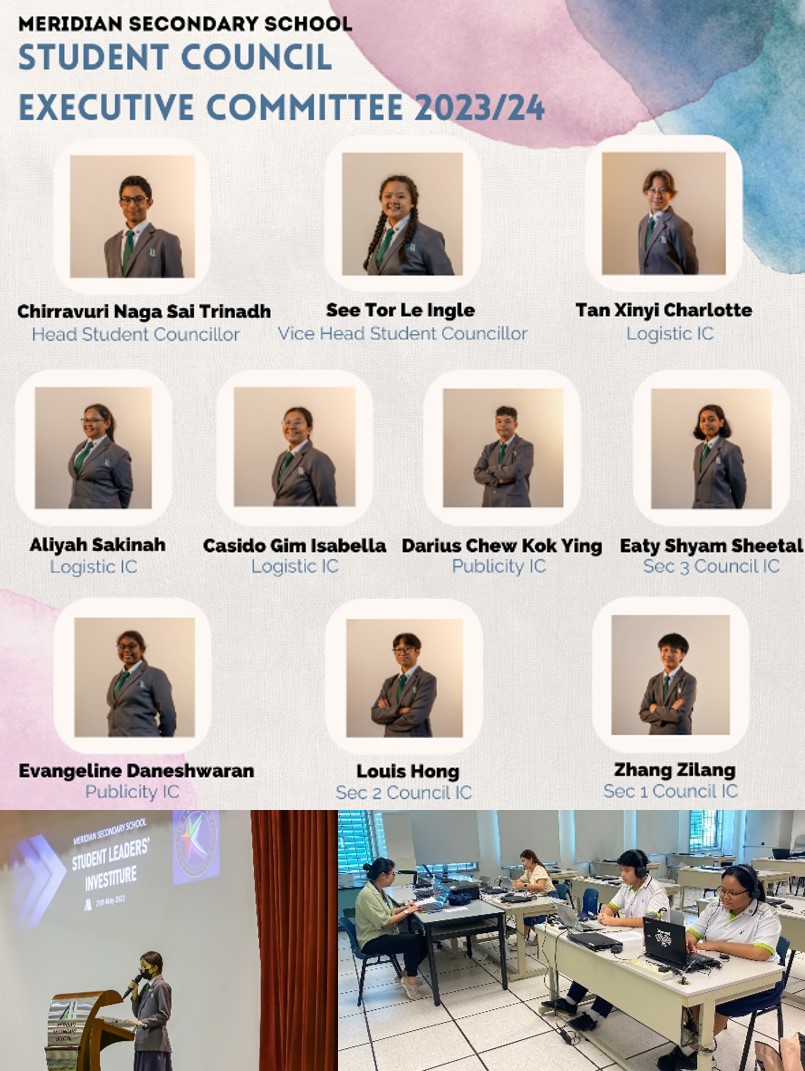 MERIDIAN SECONDARY SCHOOL
STUDENT COUNCIL
EXECUTIVE COMMITTEE 2023/24
Chirravuri Naga Sai Trinadh
Head Student Councillor
See Tor Le Ingle
Vice Head Student Councillor
Tan Xinyi Charlotte
Logistic IC
Aliyah Sakinah
Logistic IC
Casido Gim Isabella
Logistic IC
Darius Chew Kok Ying
Publicity IC
Eaty Shyam Sheetal
Sec 3 Council IC
Evangeline Daneshwaran
Publicity IC
Louis Hong
Sec 2 Council IC
Zhang Zilang
Sec 1 Council IC
MERIDIAN SECONDARY SCHOOL
STUDENT LEADERS'
INVESTITURE